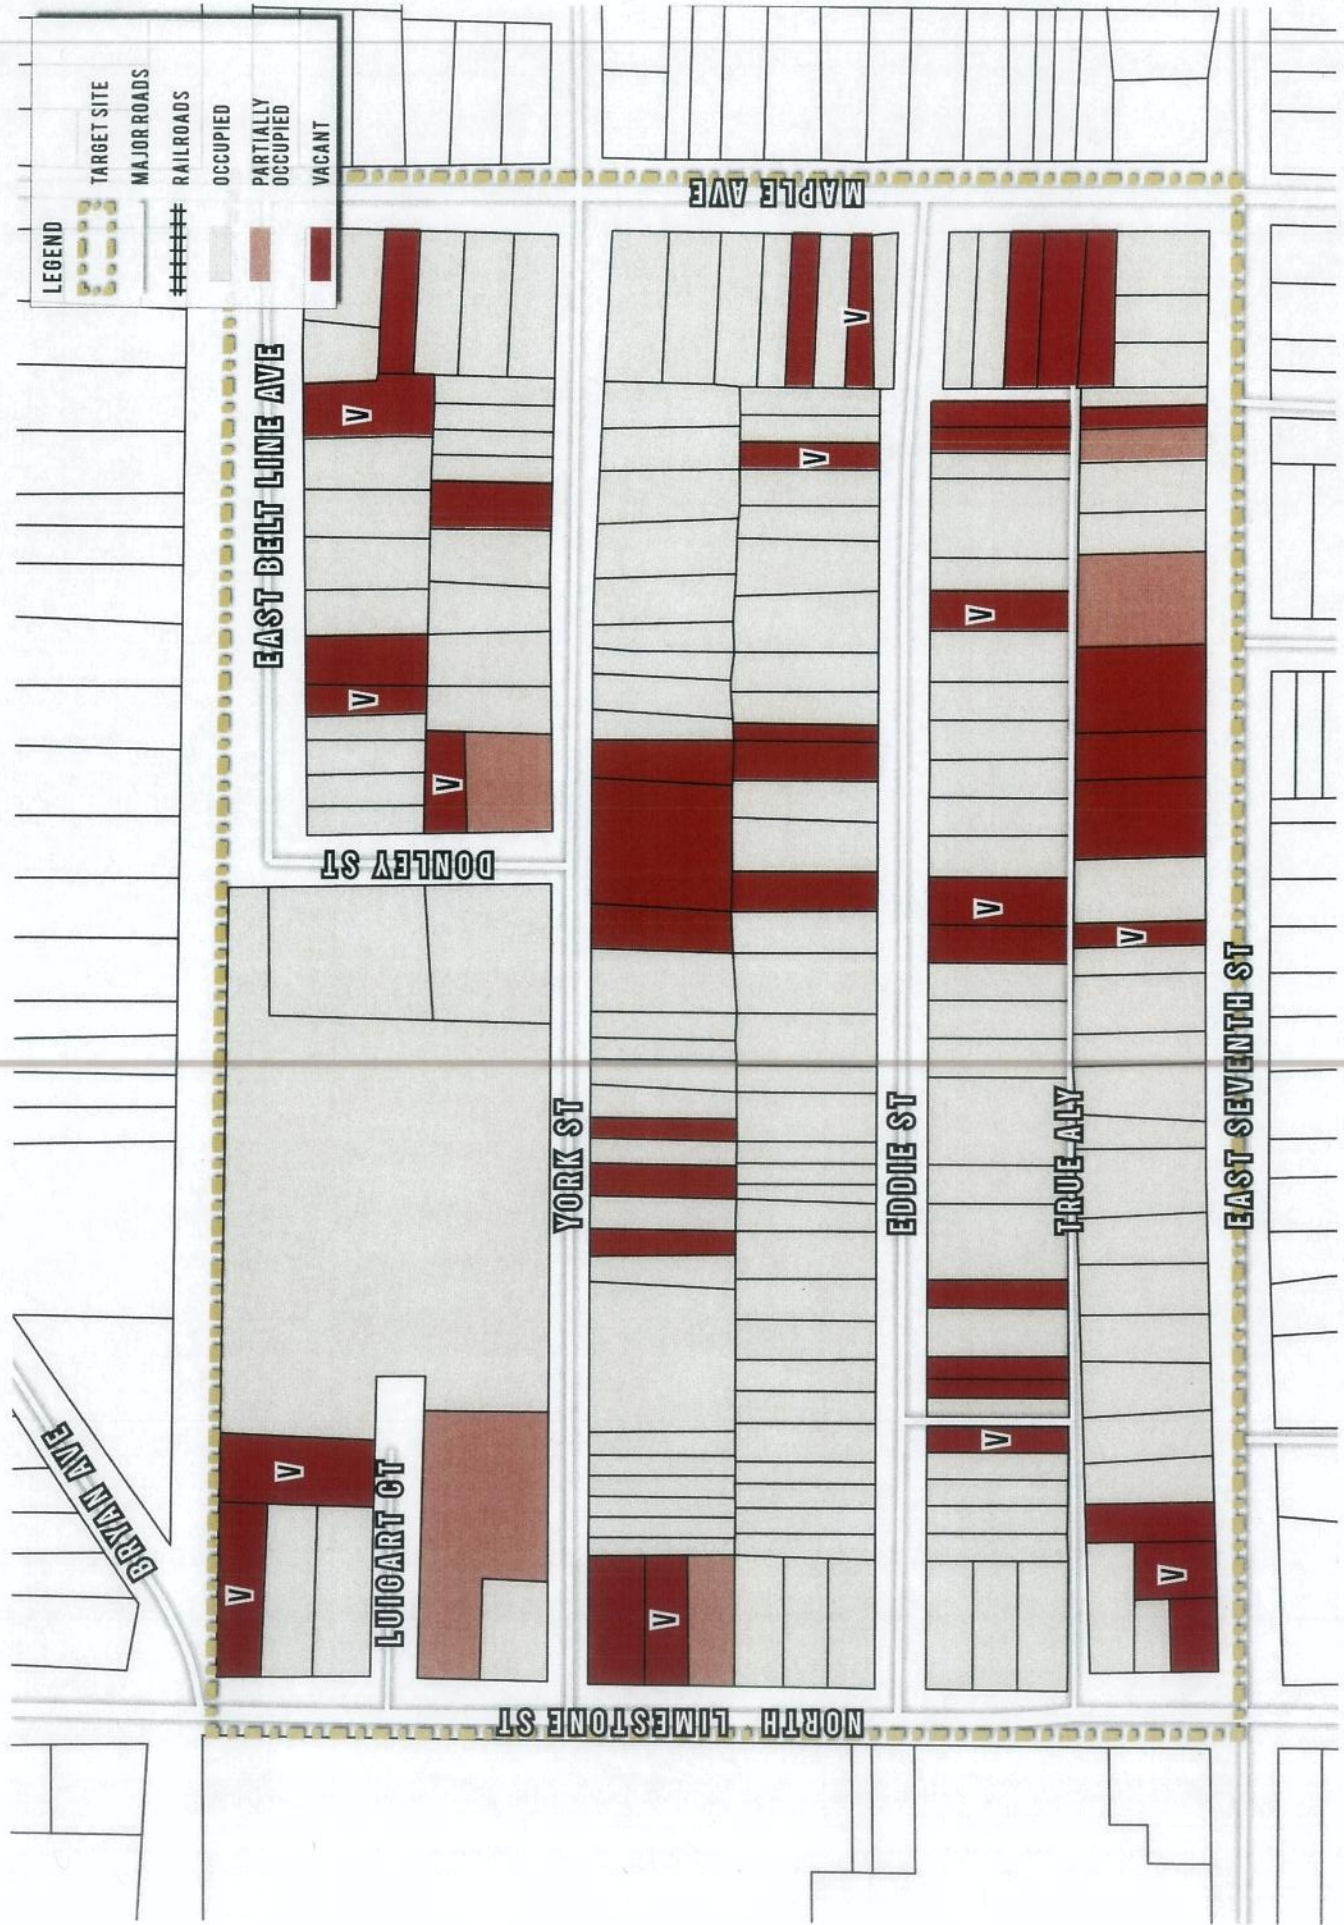 LEGEND
TARGET SITE
MAJOR ROADS
RAILROADS
OCCUPIED
PARTIALLY
OCCUPIED
VACANT
MAPLE AVE
EAST BELT LINE AVE
DONLEY ST
YORK ST
EDDIE ST
TRUE ALY
EAST SEVENTH ST
BRYAN AVE
LUIGART CT
NORTH LIMESTONE ST
V
V
V
V
V
V
V
V
V
V
V
V
V
V